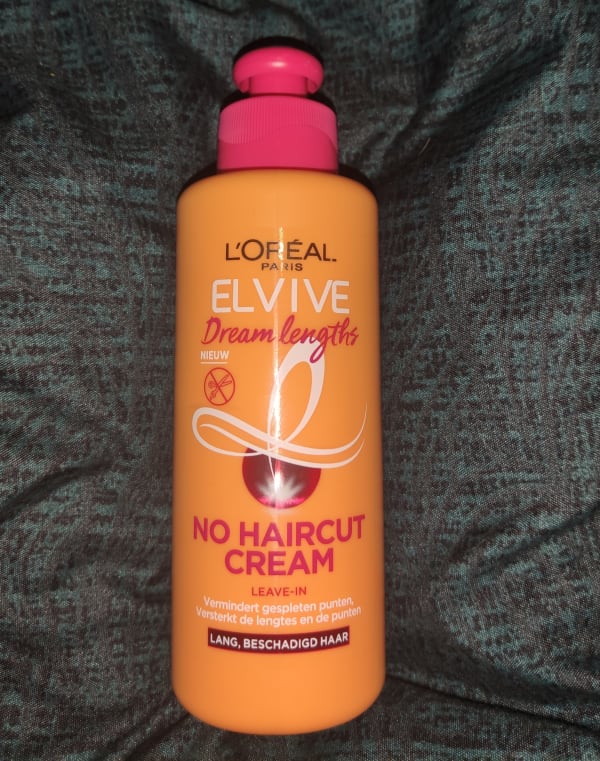 L'ORÉAL
PARIS
ELVIVE
Dream lengths
NIEUW
NO HAIRCUT
CREAM
LEAVE-IN
Vermindert gespleten punten,
Versterkt de lengtes en de punten
LANG, BESCHADIGD HAAR